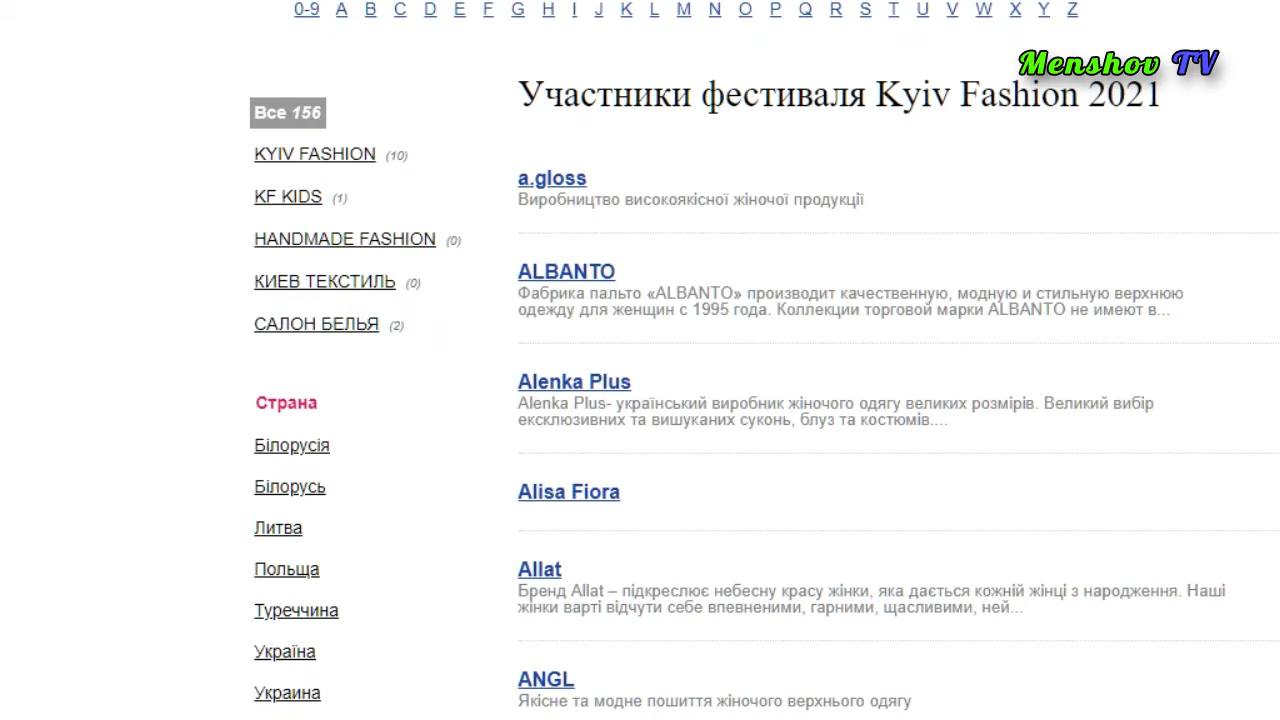 0-9 A B C D E F G H I J K L M N O P Q R S T U V W X Y Z
Menshov TV
Участники фестиваля Kyiv Fashion 2021
Все 156
KYIV FASHION (10)
KF KIDS (1)
HANDMADE FASHION (0)
КИЕВ ТЕКСТИЛЬ (0)
САЛОН БЕЛЬЯ (2)
Страна
Білорусія
Білорусь
Литва
Польща
Туреччина
Україна
Украина
a.gloss
Виробництво високоякісної жіночої продукції
ALBANTO
Фабрика пальто «ALBANTO» производит качественную, модную и стильную верхнюю
одежду для женщин с 1995 года. Коллекции торговой марки ALBANTO не имеют в...
Alenka Plus
Alenka Plus- український виробник жіночого одягу великих розмірів. Великий вибір
ексклюзивних та вишуканих суконь, блуз та костюмів....
Alisa Fiora
Allat
Бренд Allat – підкреслює небесну красу жінки, яка дається кожній жінці з народження. Наші
жінки варті відчути себе впевненими, гарними, щасливими, ней...
ANGL
Якісне та модне пошиття жіночого верхнього одягу